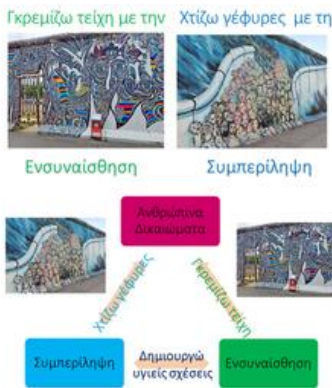 Γκρεμίζω τείχη με την
Χτίζω γέφυρες με τη
Ενσυναίσθηση
Συμπερίληψη
Ανθρώπινα
Δικαιώματα
Χτίζω γέφυρες
Γκρεμίζω τείχη
Συμπερίληψη
Δημιουργώ
υγιείς σχέσεις
Ενσυναίσθηση